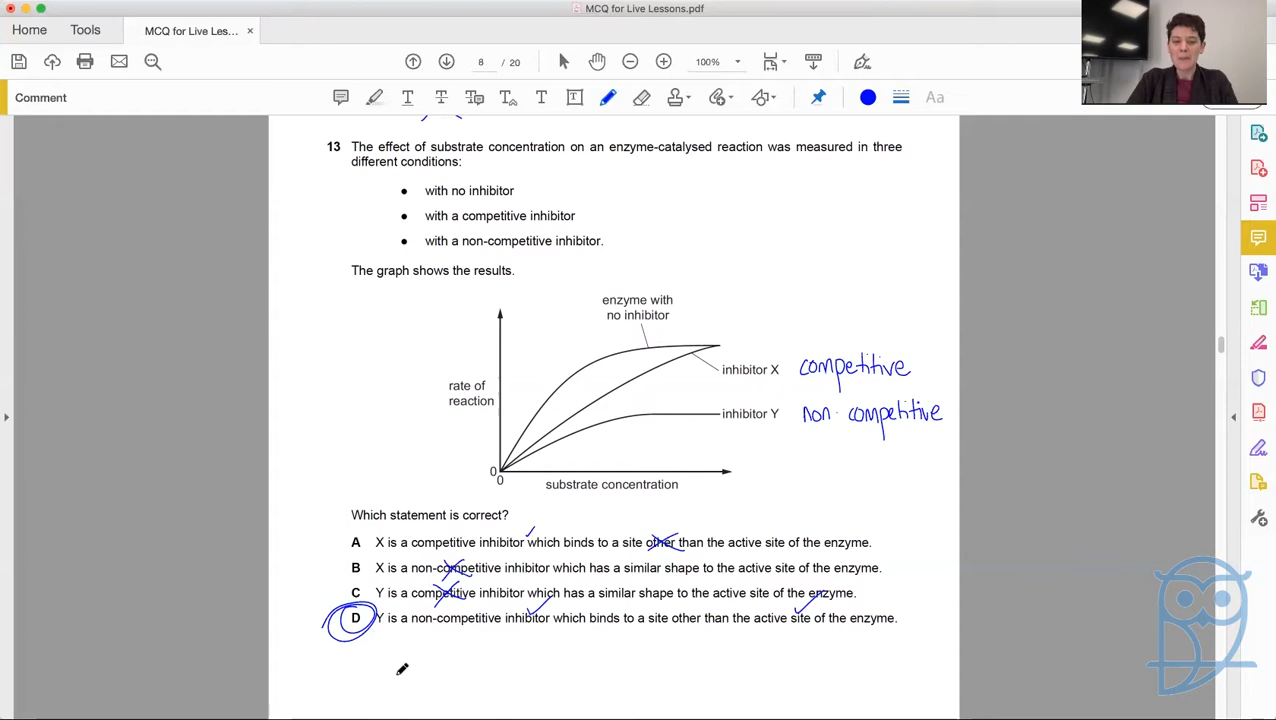 MCQ for Live Lessons.pdf
Home Tools MCQ for Live Les... ×
8 / 20 100%
Comment Aa
13 The effect of substrate concentration on an enzyme-catalysed reaction was measured in three
different conditions:
● with no inhibitor
● with a competitive inhibitor
● with a non-competitive inhibitor.
The graph shows the results.
enzyme with
no inhibitor
rate of
reaction
inhibitor X competitive
inhibitor Y non-competitive
0
0
substrate concentration
Which statement is correct?
A X is a competitive inhibitor which binds to a site other than the active site of the enzyme.
B X is a non-competitive inhibitor which has a similar shape to the active site of the enzyme.
C Y is a competitive inhibitor which has a similar shape to the active site of the enzyme.
D Y is a non-competitive inhibitor which binds to a site other than the active site of the enzyme.